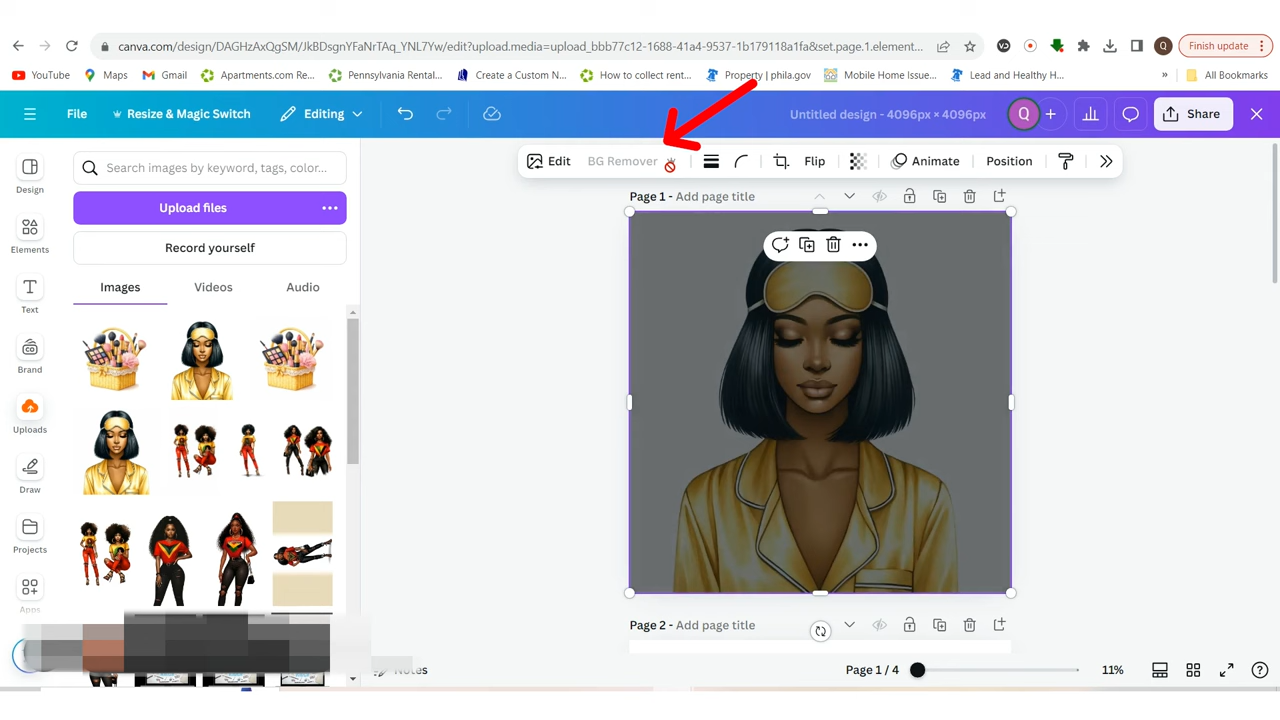 canva.com/design/DAGHzAxQgSM/JkBDsgnYFaNrTAq_YNL7Yw/edit?upload.media=upload_bbb77c12-1688-41a4-9537-1b179118a1fa&set.page.1.element...
Q
Finish update
YouTube
Maps
Gmail
Apartments.com Re...
Pennsylvania Rental...
Create a Custom N...
How to collect rent...
Property | phila.gov
Mobile Home Issue...
Lead and Healthy H...
»
All Bookmarks
File
Resize & Magic Switch
Editing
Untitled design - 4096px × 4096px
Q
Share
Edit
BG Remover
Flip
Animate
Position
Search images by keyword, tags, color...
Upload files
Record yourself
Images
Videos
Audio
Design
Elements
Text
Brand
Uploads
Draw
Projects
Apps
Page 1 - Add page title
Page 2 - Add page title
Notes
Page 1 / 4
11%